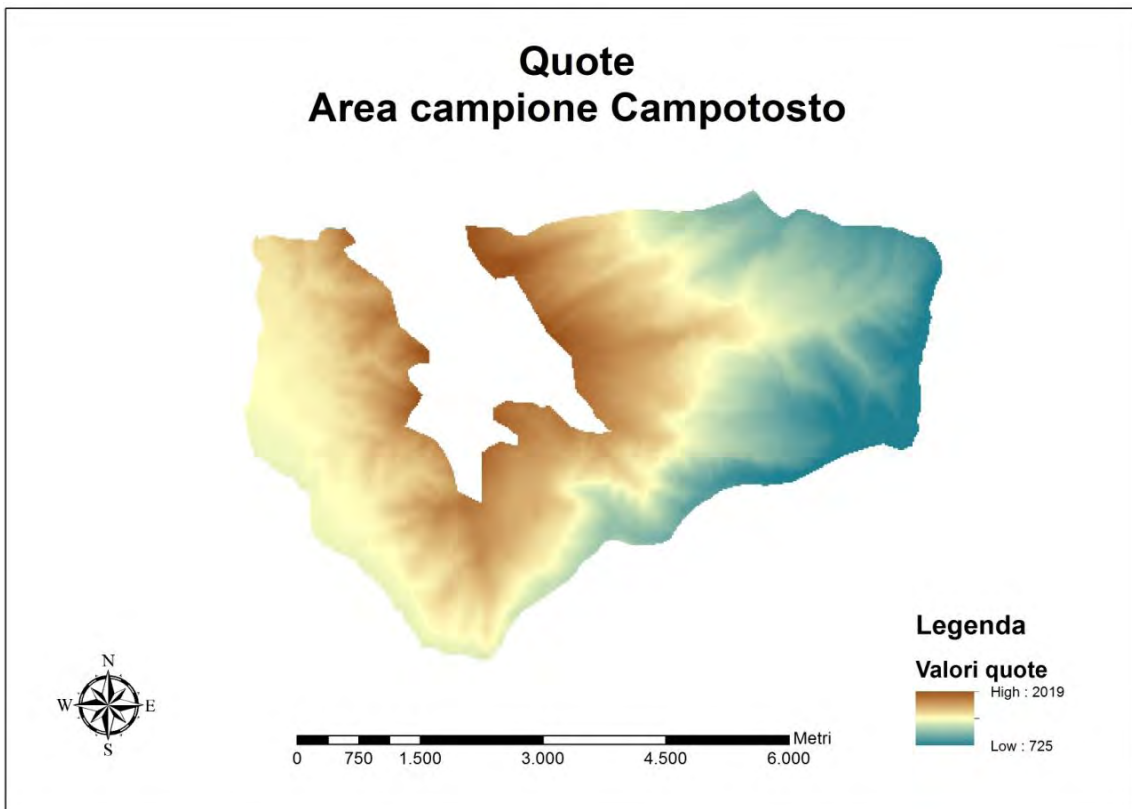 Quote
Area campione Campotosto
Legenda
Valori quote
High : 2019
Low : 725
N
W E
S
Metri
0 750 1.500 3.000 4.500 6.000